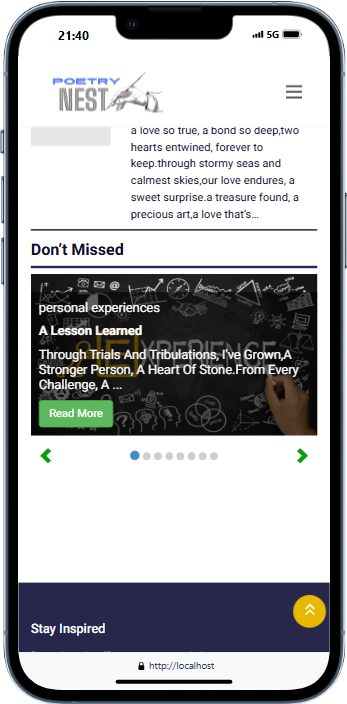 21:40
5G
POETRY
NEST
a love so true, a bond so deep,two
hearts entwined, forever to
keep.through stormy seas and
calmest skies,our love endures, a
sweet surprise.a treasure found, a
precious art,a love that's...
Don't Missed
personal experiences
A Lesson Learned
Through Trials And Tribulations, I've Grown,A
Stronger Person, A Heart Of Stone.From Every
Challenge, A ...
EXPERIENCE
Read More
Stay Inspired
http://localhost